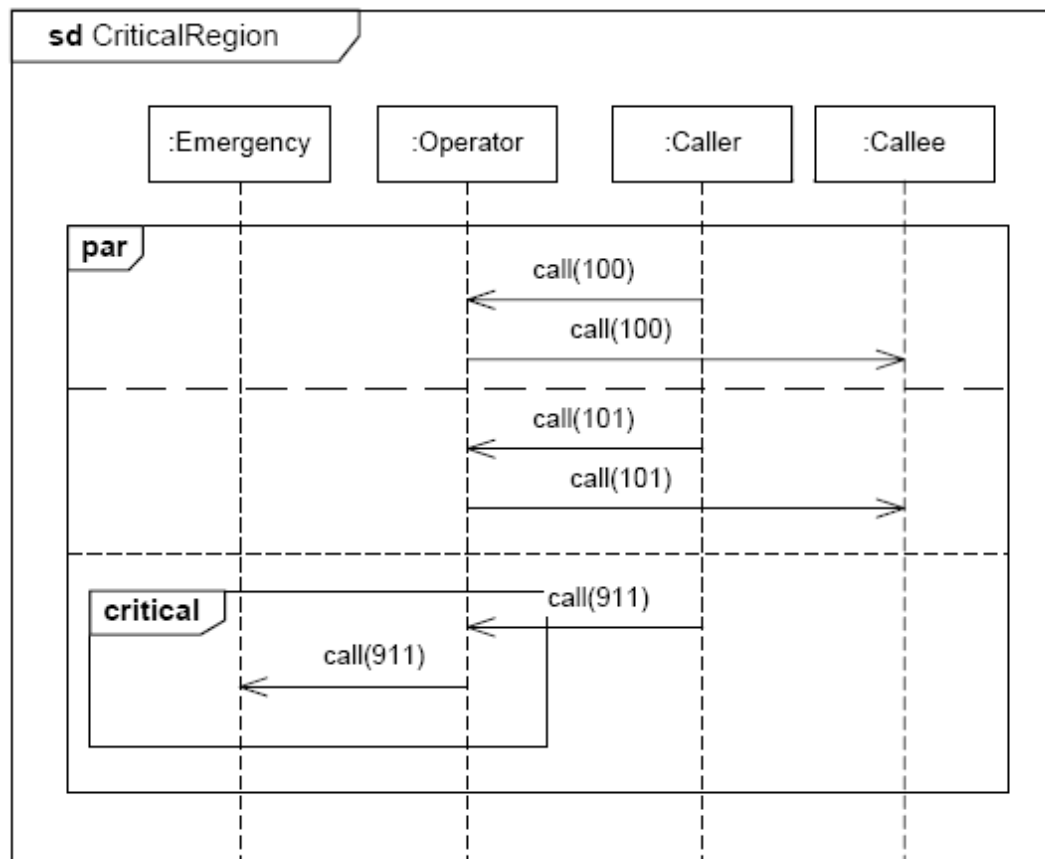 sd CriticalRegion
:Emergency :Operator :Caller :Callee
par
call(100)
call(100)
call(101)
call(101)
critical
call(911)
call(911)